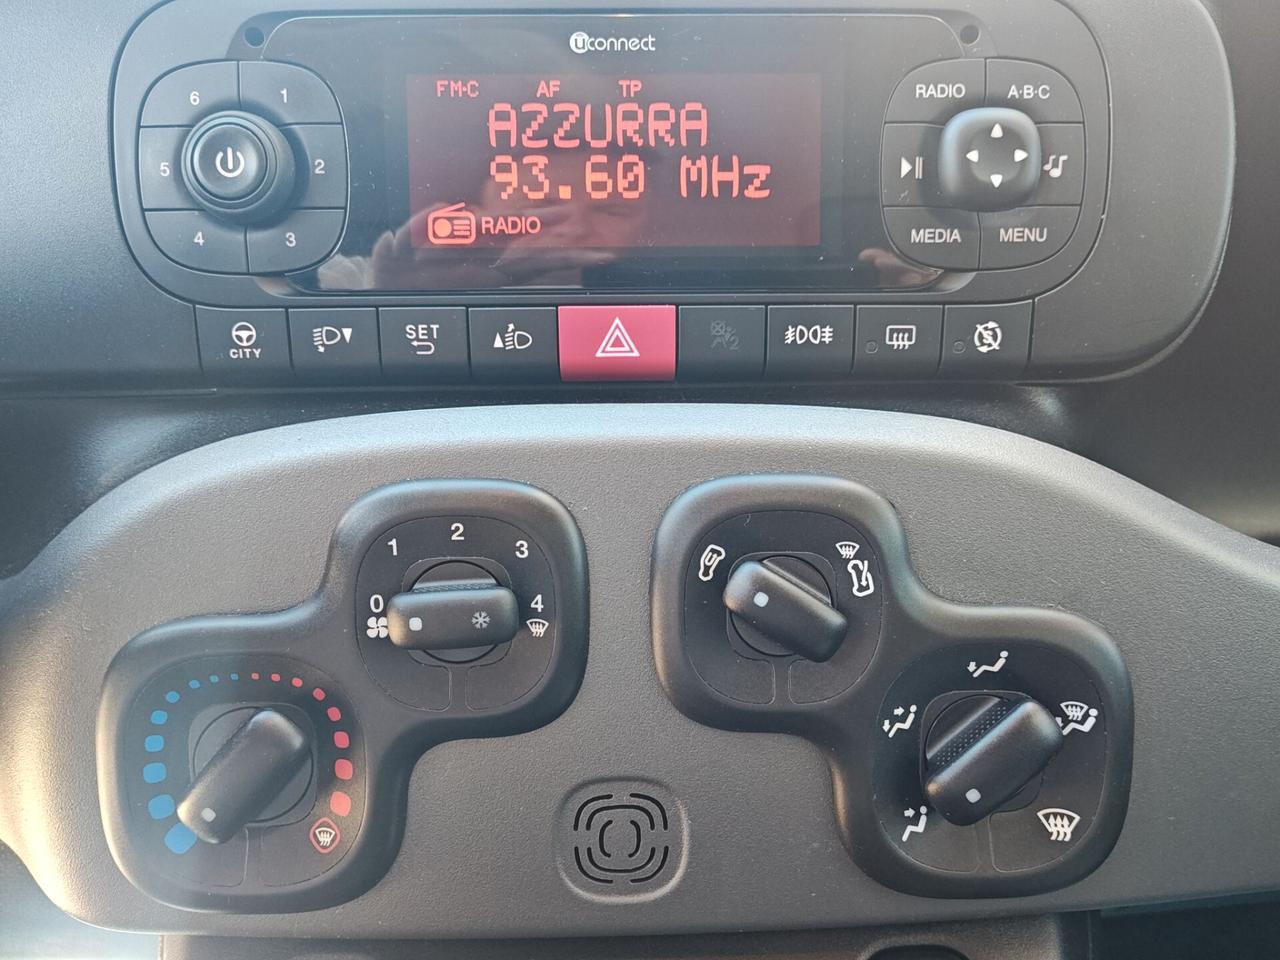 uconnect
6 1
5 2
4 3
FM-C AF TP
AZZURRA
93.60 MHz
RADIO
RADIO A·B·C
MEDIA MENU
CITY
SET
2
0 1 2 3 4